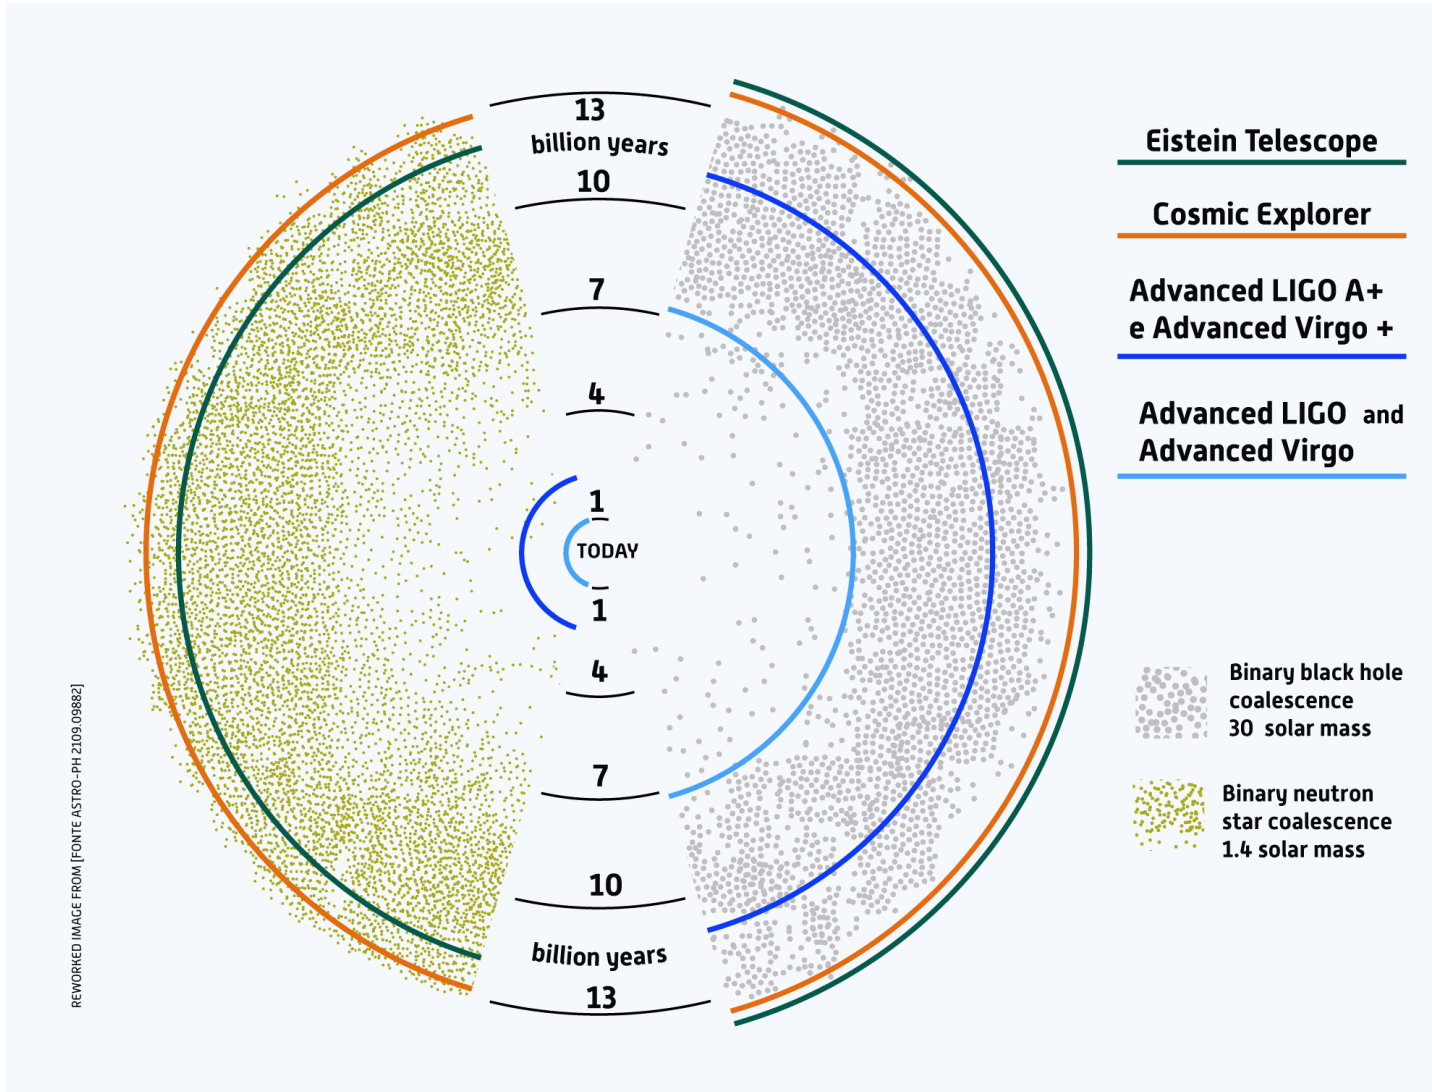 13
billion years
10
7
4
1
TODAY
1
4
7
10
billion years
13
Eistein Telescope
Cosmic Explorer
Advanced LIGO A+
e Advanced Virgo +
Advanced LIGO and
Advanced Virgo
Binary black hole
coalescence
30 solar mass
Binary neutron
star coalescence
1.4 solar mass
REWORKED IMAGE FROM [FONTE ASTRO-PH 2109.09882]